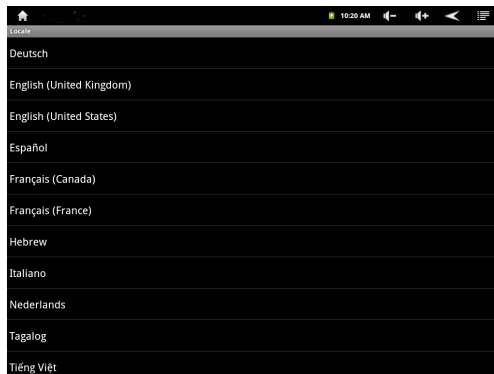 10:20 AM
Locale
Deutsch
English (United Kingdom)
English (United States)
Español
Français (Canada)
Français (France)
Hebrew
Italiano
Nederlands
Tagalog
Tiếng Việt